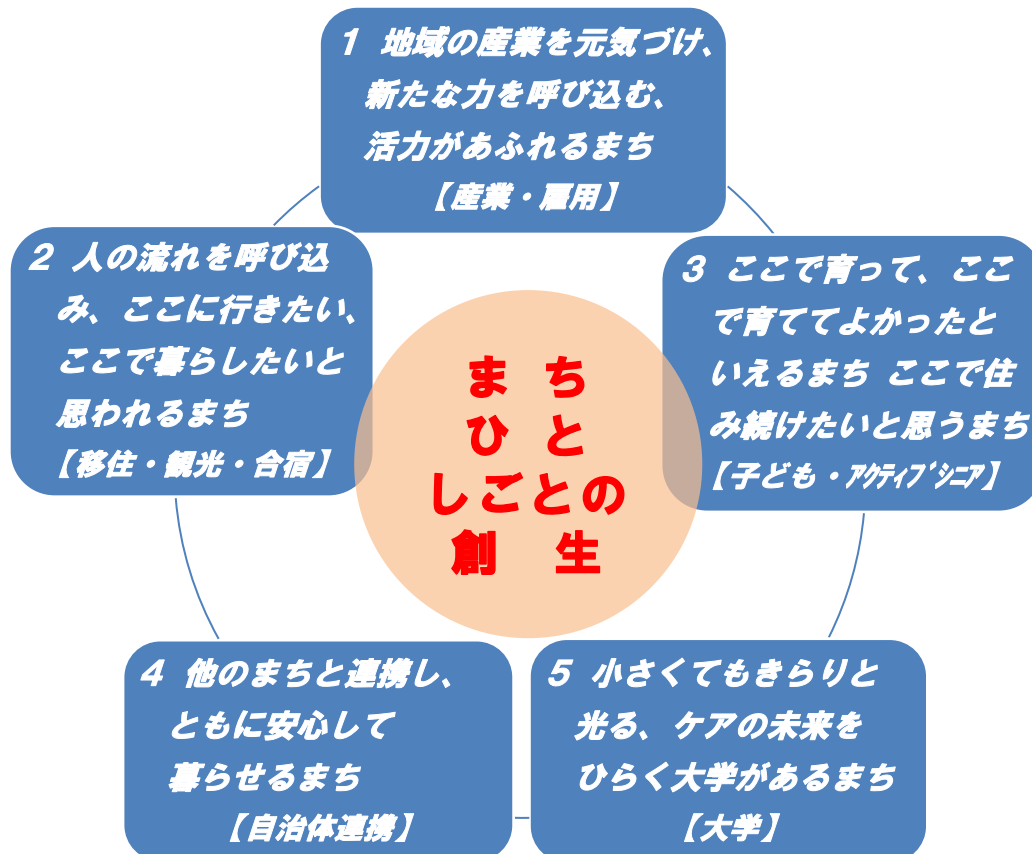 1 地域の産業を元気づけ、
新たな力を呼び込む、
活力があふれるまち
【産業・雇用】
2 人の流れを呼び込
み、ここに行きたい、
ここで暮らしたいと
思われるまち
【移住・観光・合宿】
3 ここで育って、ここ
で育ててよかったと
いえるまち ここで住
み続けたいと思うまち
【子ども・アクティブシニア】
まち
ひと
しごとの
創 生
4 他のまちと連携し、
ともに安心して
暮らせるまち
【自治体連携】
5 小さくてもきらりと
光る、ケアの未来を
ひらく大学があるまち
【大学】